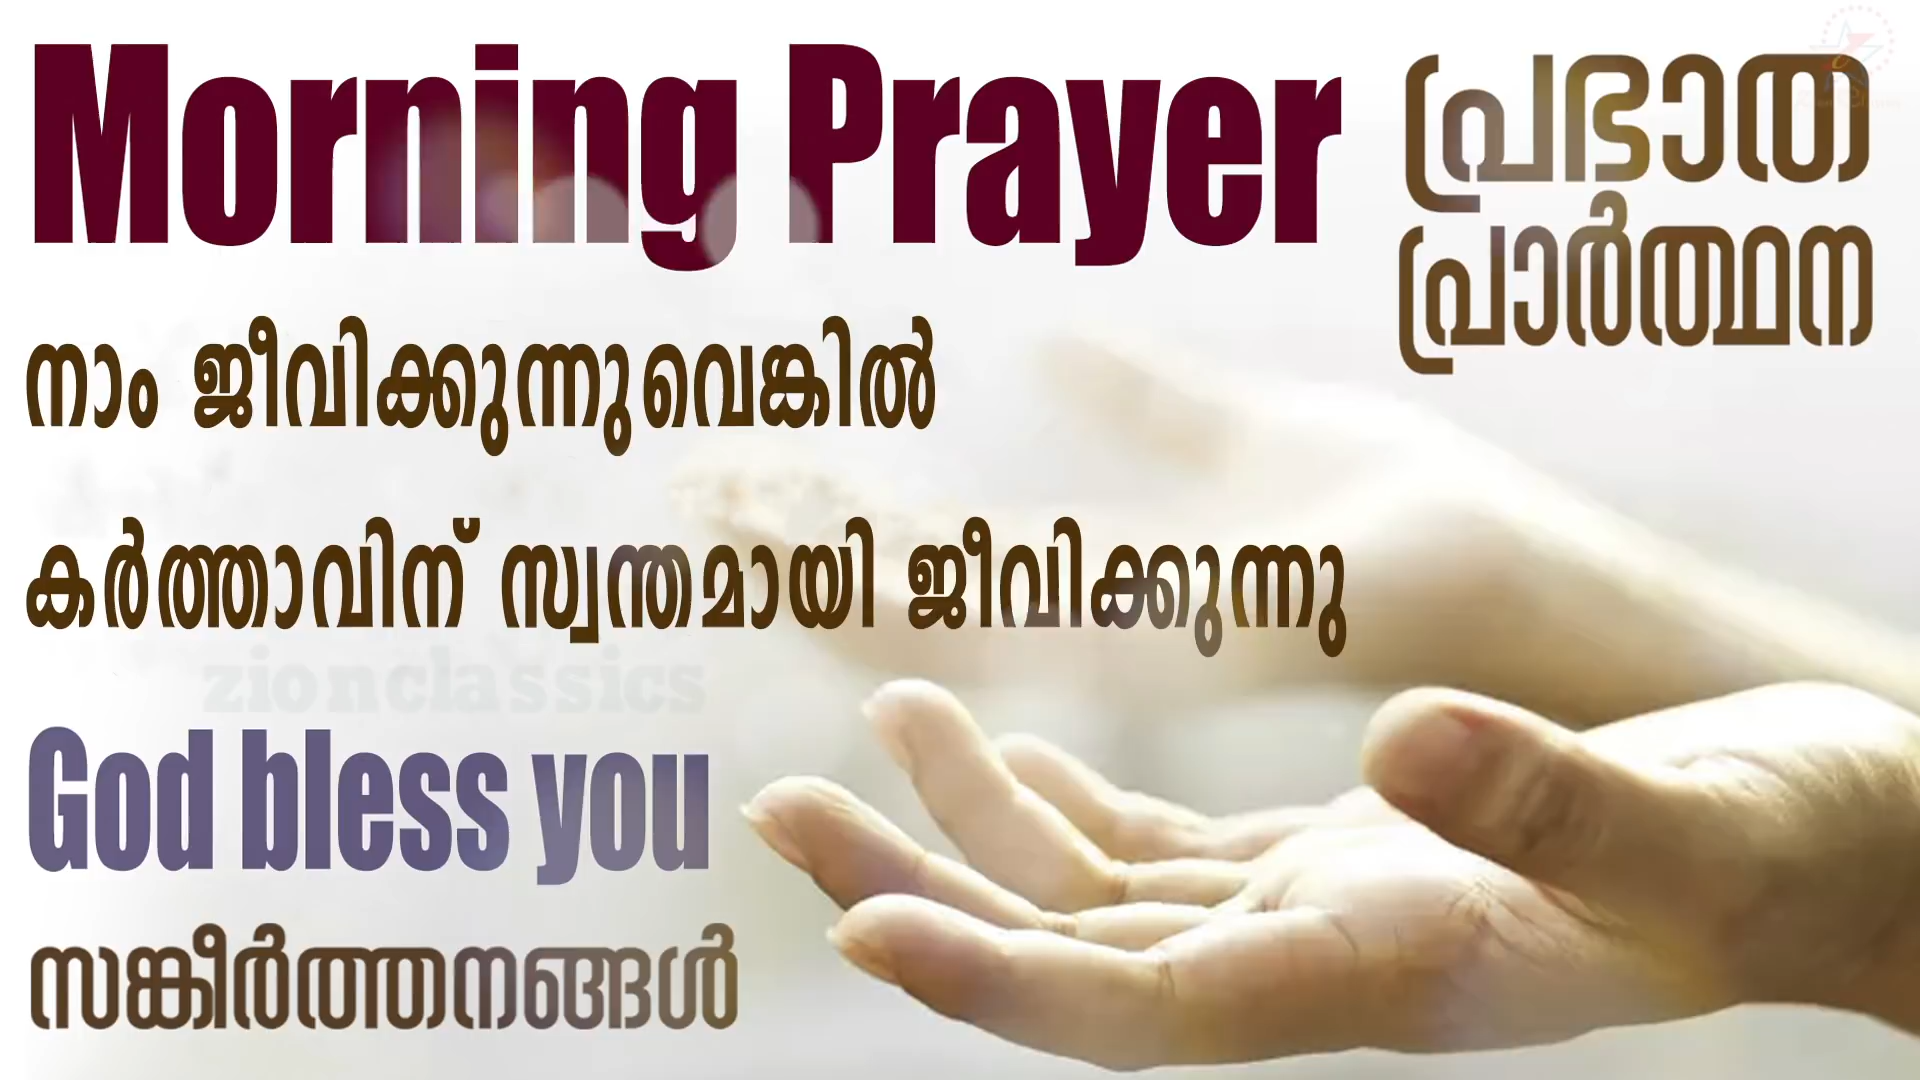 Morning Prayer
പ്രഭാത
പ്രാർത്ഥന
നാം ജീവിക്കുന്നുവെങ്കിൽ
കർത്താവിന് സ്വന്തമായി ജീവിക്കുന്നു
zionclassics
God bless you
സങ്കീർത്തനങ്ങൾ